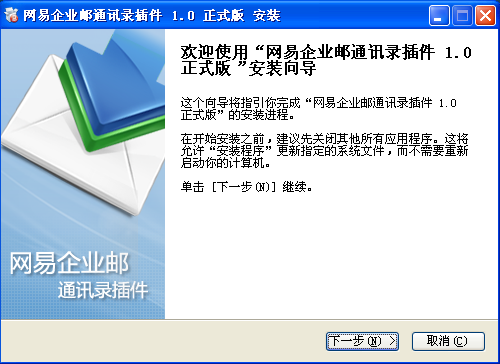 网易企业邮通讯录插件 1.0 正式版 安装
欢迎使用“网易企业邮通讯录插件 1.0
正式版 ”安装向导
这个向导将指引你完成“网易企业邮通讯录插件 1.0
正式版”的安装进程。
在开始安装之前，建议先关闭其他所有应用程序。这将
允许“安装程序”更新指定的系统文件，而不需要重新
启动你的计算机。
单击 [下一步(N)] 继续。
网易企业邮
通讯录插件
下一步(N) >
取消(C)